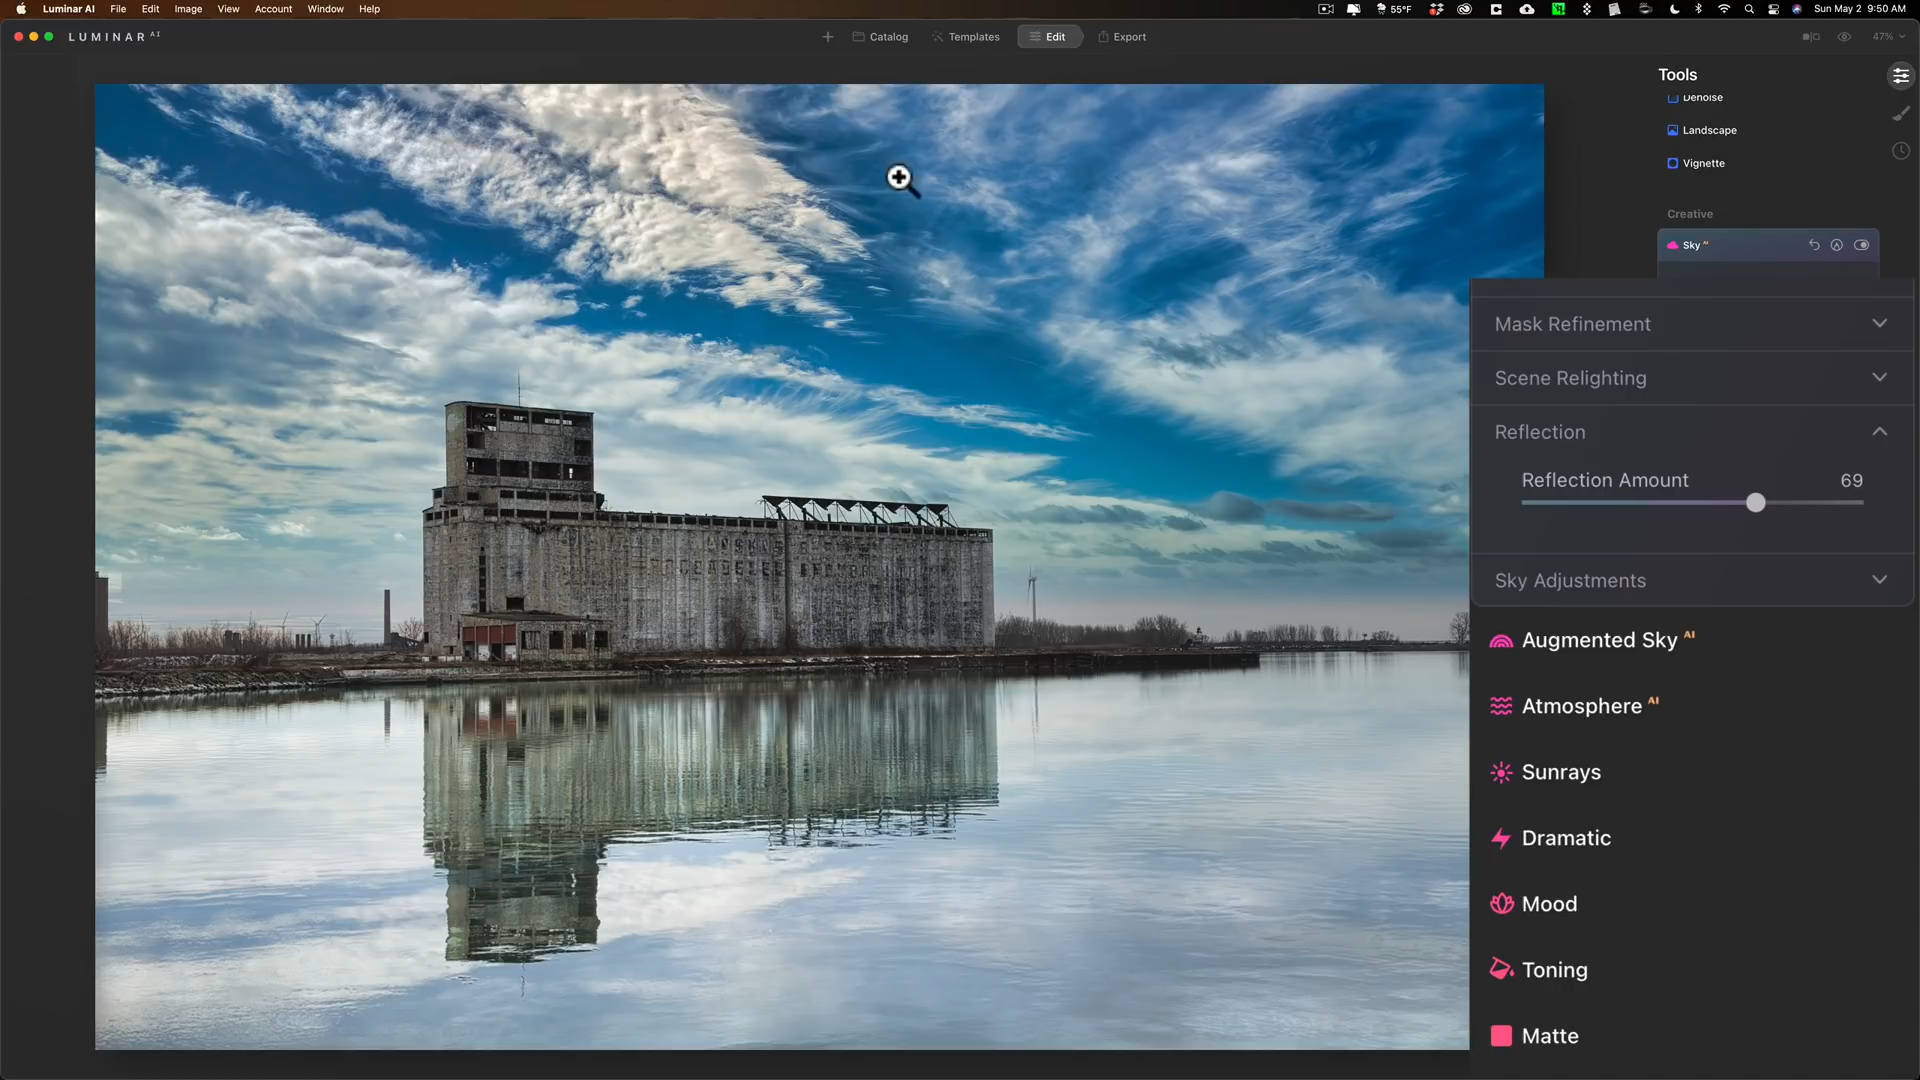 Luminar AI File Edit Image View Account Window Help 55°F Sun May 2 9:50 AM
LUMINAR AI
Catalog Templates Edit Export 47%
Tools
Denoise
Landscape
Vignette
Creative
Sky AI
Mask Refinement
Scene Relighting
Reflection
Reflection Amount 69
Sky Adjustments
Augmented Sky AI
Atmosphere AI
Sunrays
Dramatic
Mood
Toning
Matte